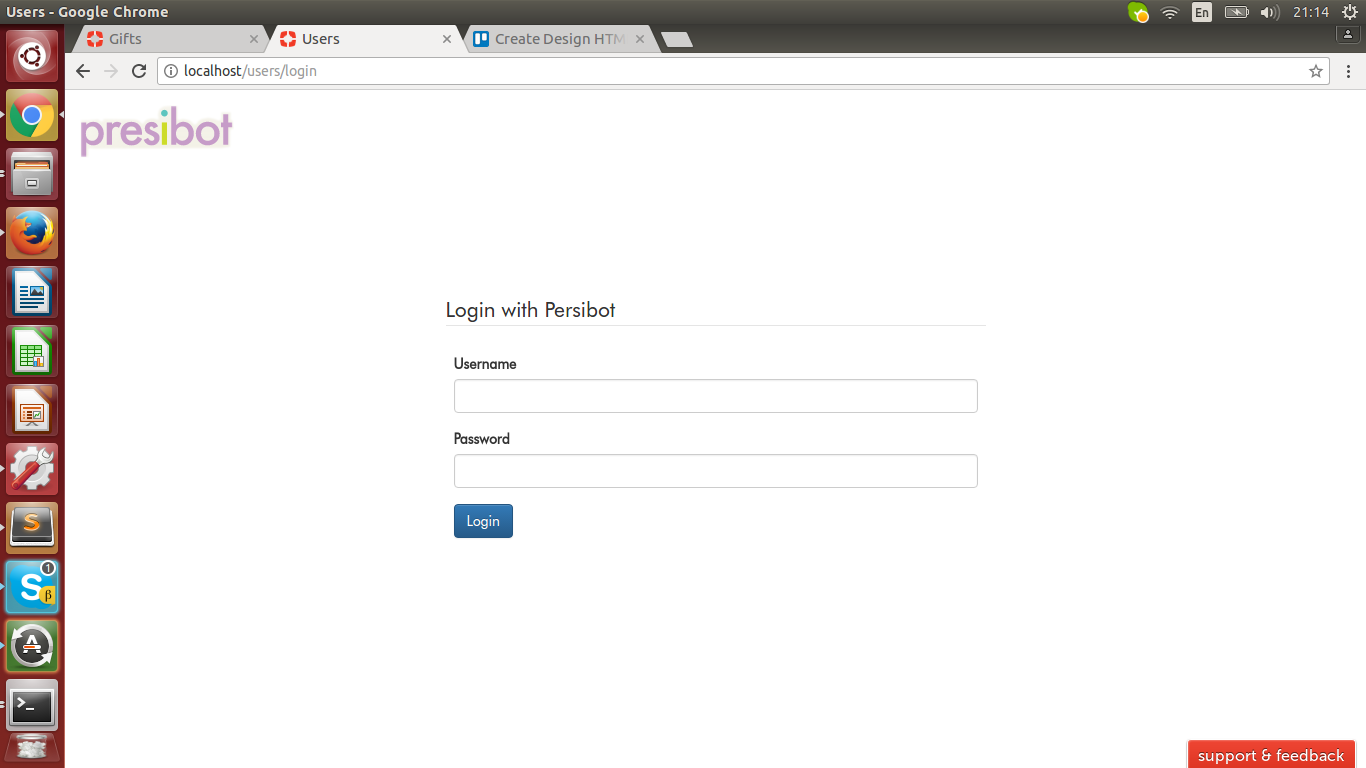 Users - Google Chrome
En
21:14
Gifts
Users
Create Design HTM
localhost/users/login
presibot
Login with Persibot
Username
Password
Login
S
S
1
β
A
>_
support & feedback